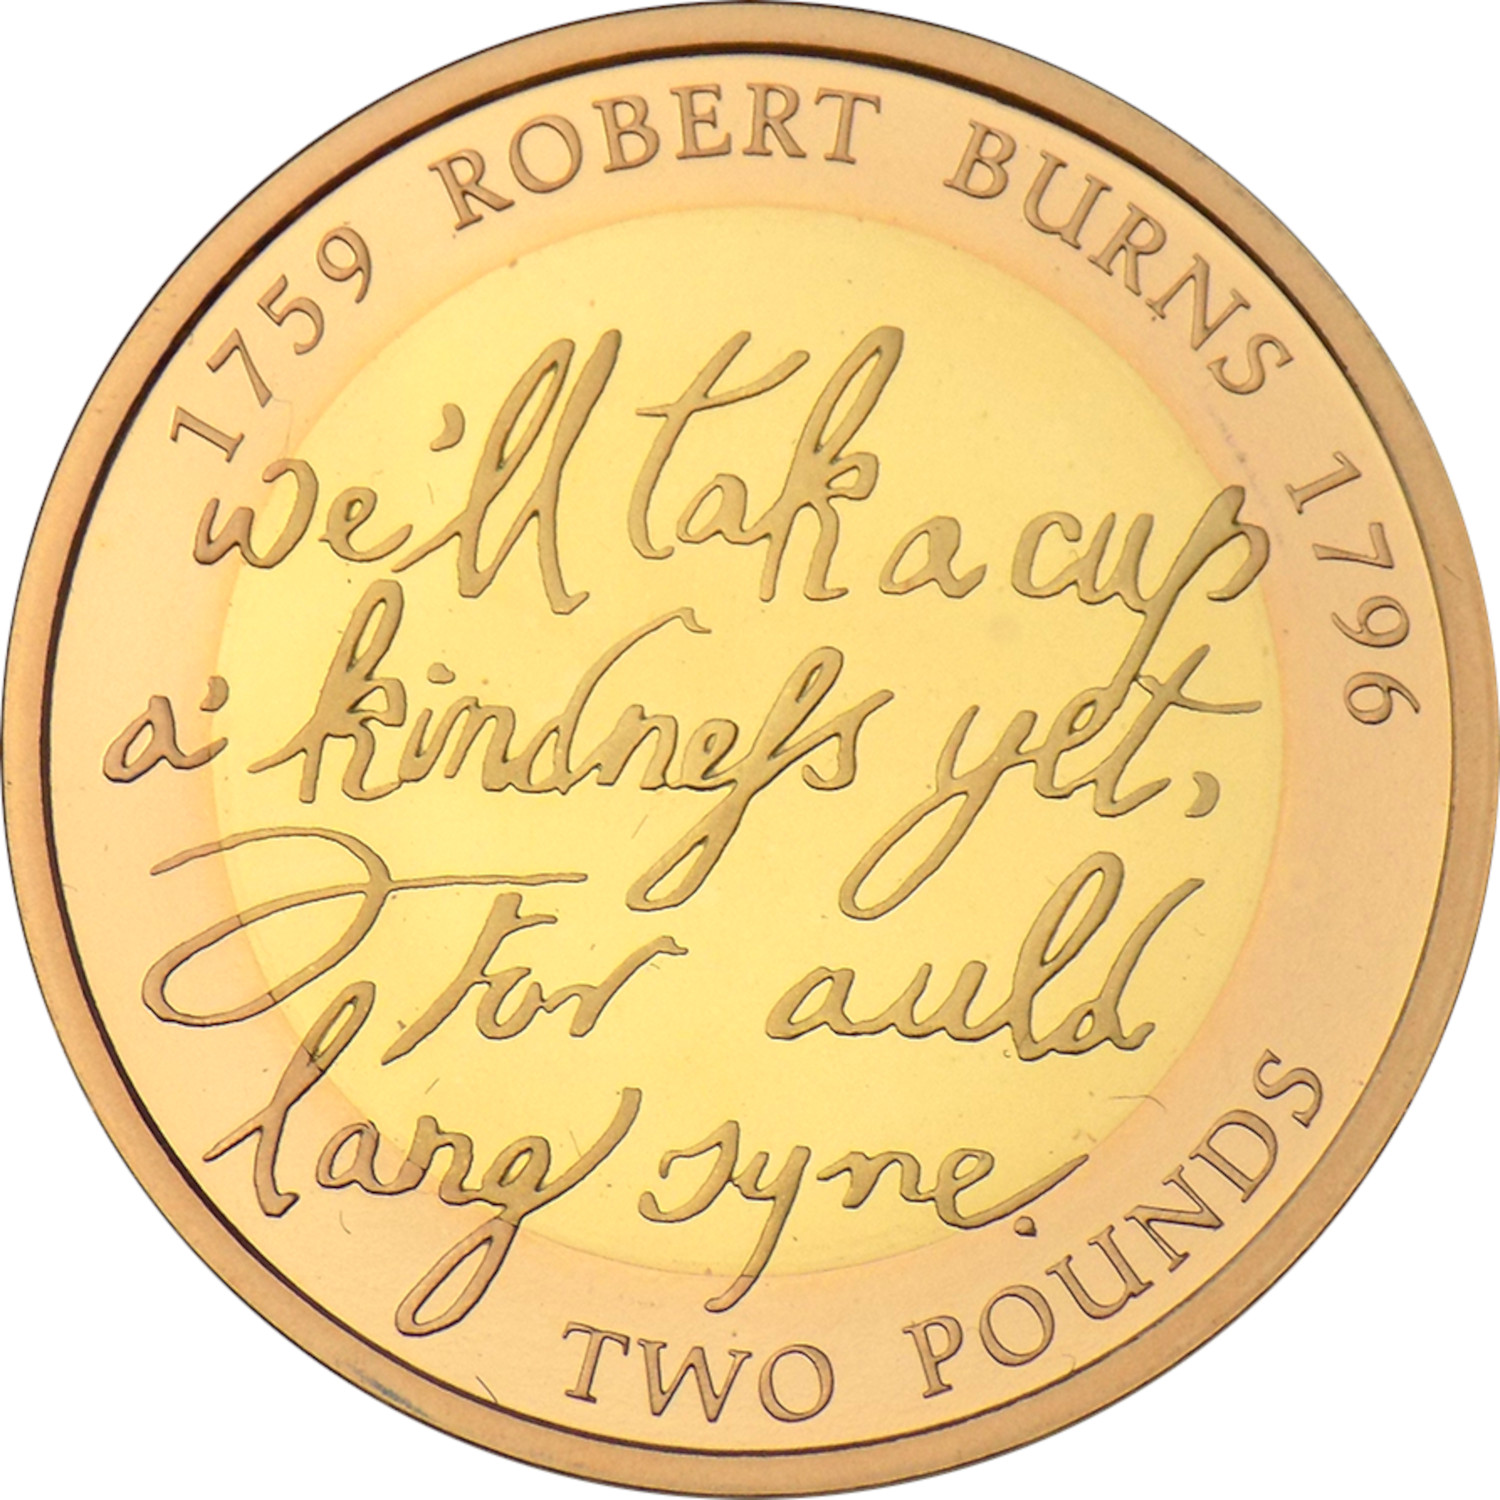 1759 ROBERT BURNS 1796
we'll tak a cup
a' kindneſs yet,
For auld
lang syne.
TWO POUNDS